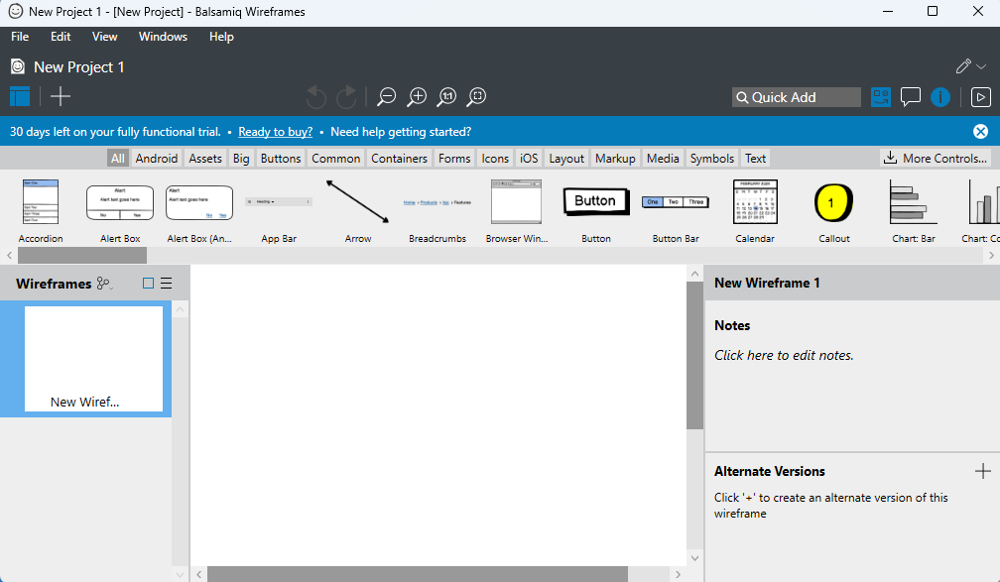 New Project 1 - [New Project] - Balsamiq Wireframes
File Edit View Windows Help
New Project 1
1:1 Quick Add
30 days left on your fully functional trial. • Ready to buy? • Need help getting started?
All Android Assets Big Buttons Common Containers Forms Icons iOS Layout Markup Media Symbols Text More Controls...
Alert Alert FEBRUARY
Alert text goes here Alert text goes here Heading Home > Products > > Features Button One Two Three 1
No Yes No Yes
Accordion Alert Box Alert Box (An... App Bar Arrow Breadcrumbs Browser Win... Button Button Bar Calendar Callout Chart: Bar Chart: Co
Wireframes
New Wiref...
New Wireframe 1
Notes
Click here to edit notes.
Alternate Versions
Click '+' to create an alternate version of this
wireframe